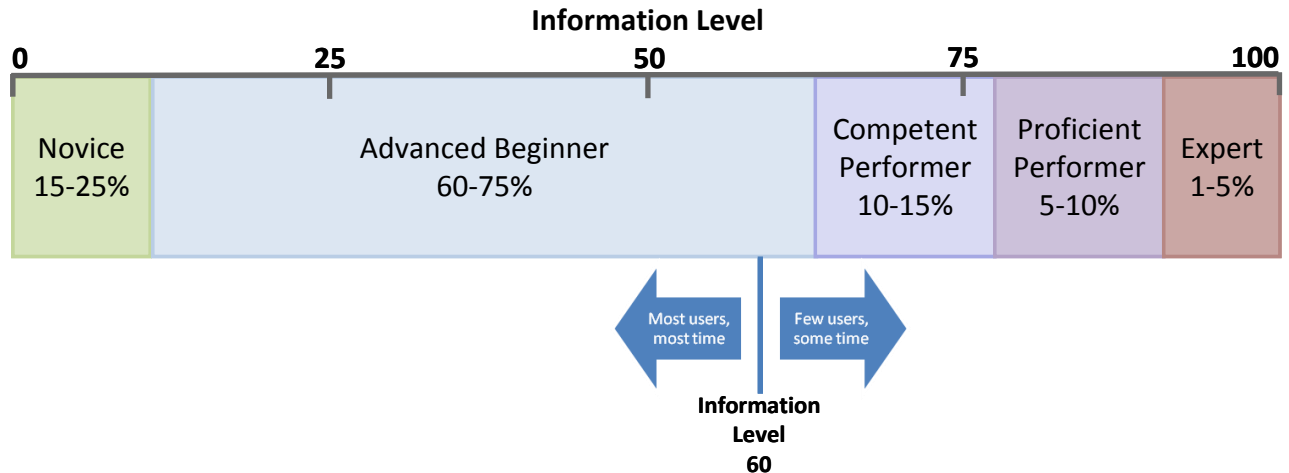 Information Level
0 25 50 75 100
Novice
15-25%
Advanced Beginner
60-75%
Competent
Performer
10-15%
Proficient
Performer
5-10%
Expert
1-5%
Most users,
most time
Few users,
some time
Information
Level
60